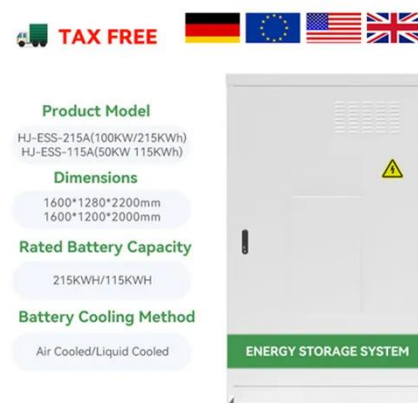 TAX FREE
Product Model
HJ-ESS-215A(100KW/215KWh)
HJ-ESS-115A(50KW 115KWh)
Dimensions
1600*1280*2200mm
1600*1200*2000mm
Rated Battery Capacity
215KWH/115KWH
Battery Cooling Method
Air Cooled/Liquid Cooled
ENERGY STORAGE SYSTEM